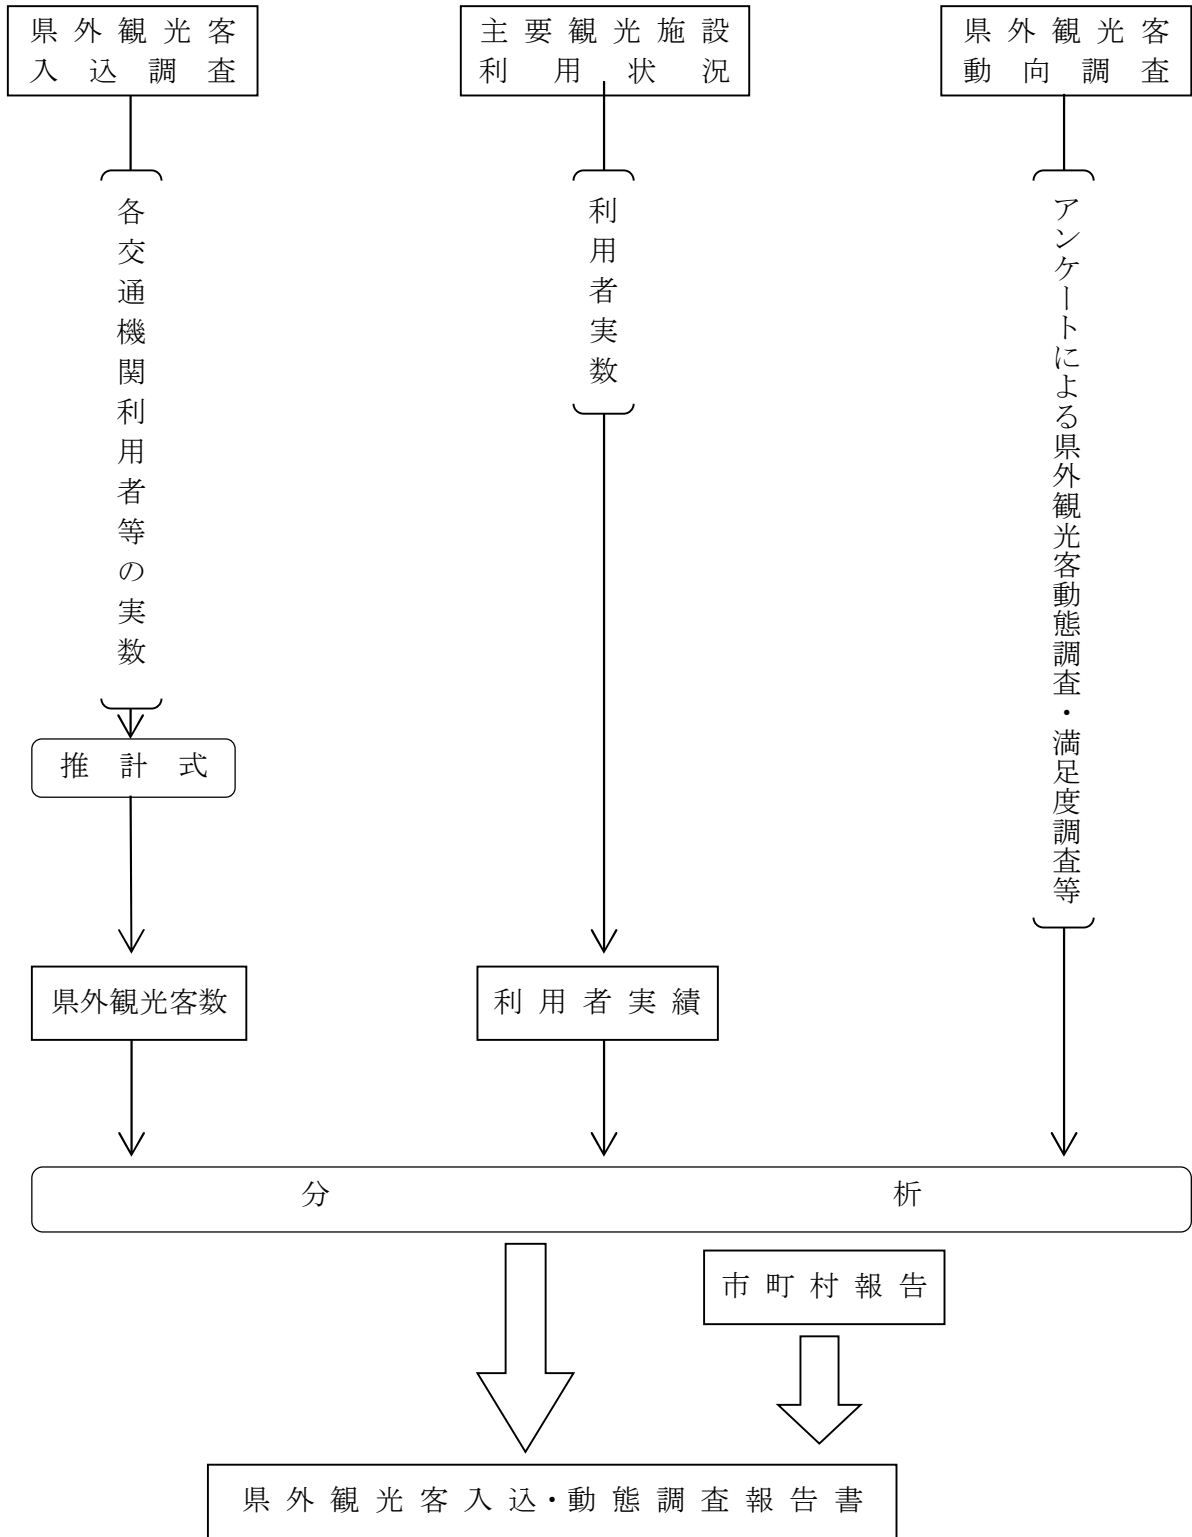 県外観光客
入込調査
主要観光施設
利用状況
県外観光客
動向調査
各交通機関利用者等の実数
利用者実数
アンケートによる県外観光客動態調査・満足度調査等
推計式
県外観光客数
利用者実績
分析
市町村報告
県外観光客入込・動態調査報告書